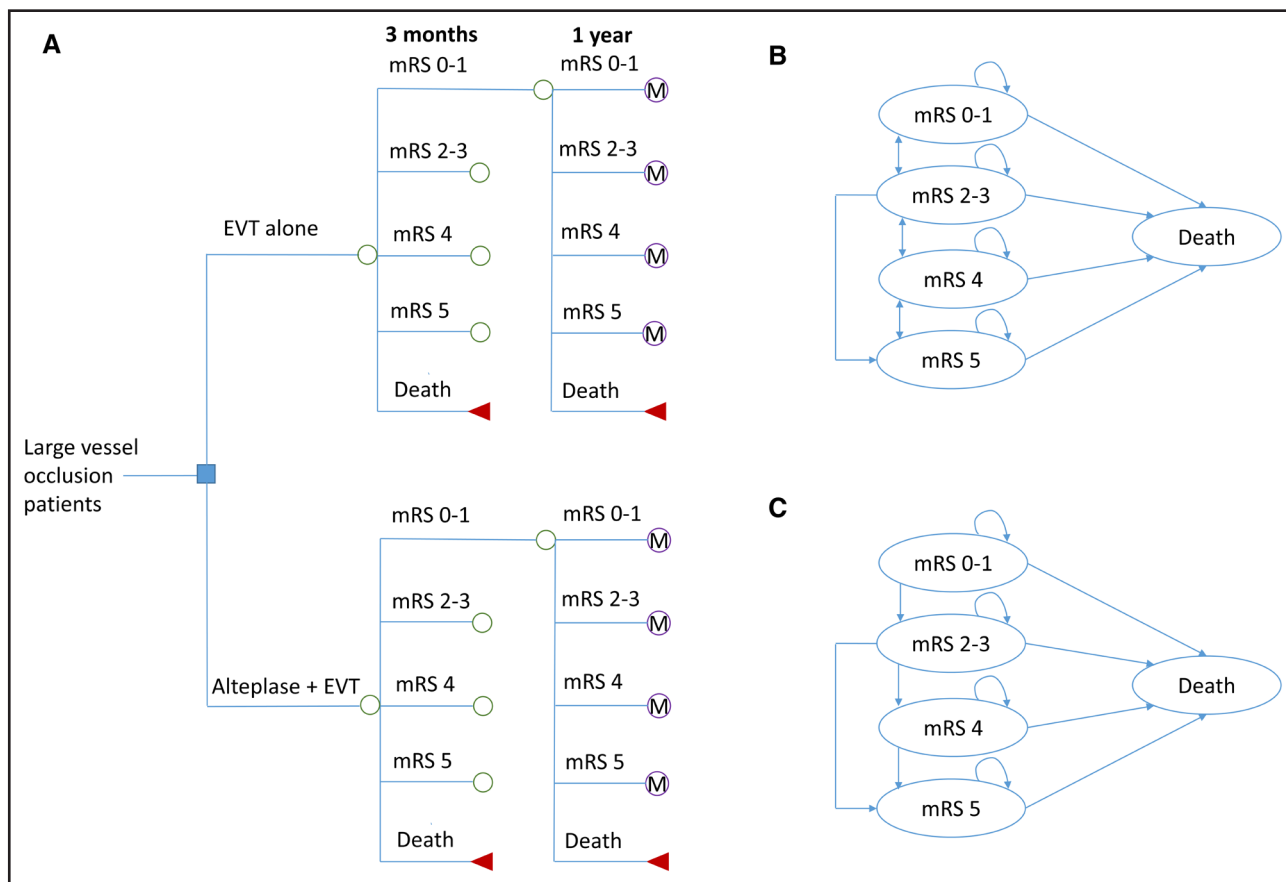 A
3 months
1 year
mRS 0-1
mRS 0-1
M
mRS 2-3
mRS 2-3
M
EVT alone
mRS 4
mRS 4
M
mRS 5
mRS 5
M
Death
Death
Large vessel
occlusion
patients
mRS 0-1
mRS 0-1
M
mRS 2-3
mRS 2-3
M
Alteplase + EVT
mRS 4
mRS 4
M
mRS 5
mRS 5
M
Death
Death
B
mRS 0-1
mRS 2-3
Death
mRS 4
mRS 5
C
mRS 0-1
mRS 2-3
Death
mRS 4
mRS 5